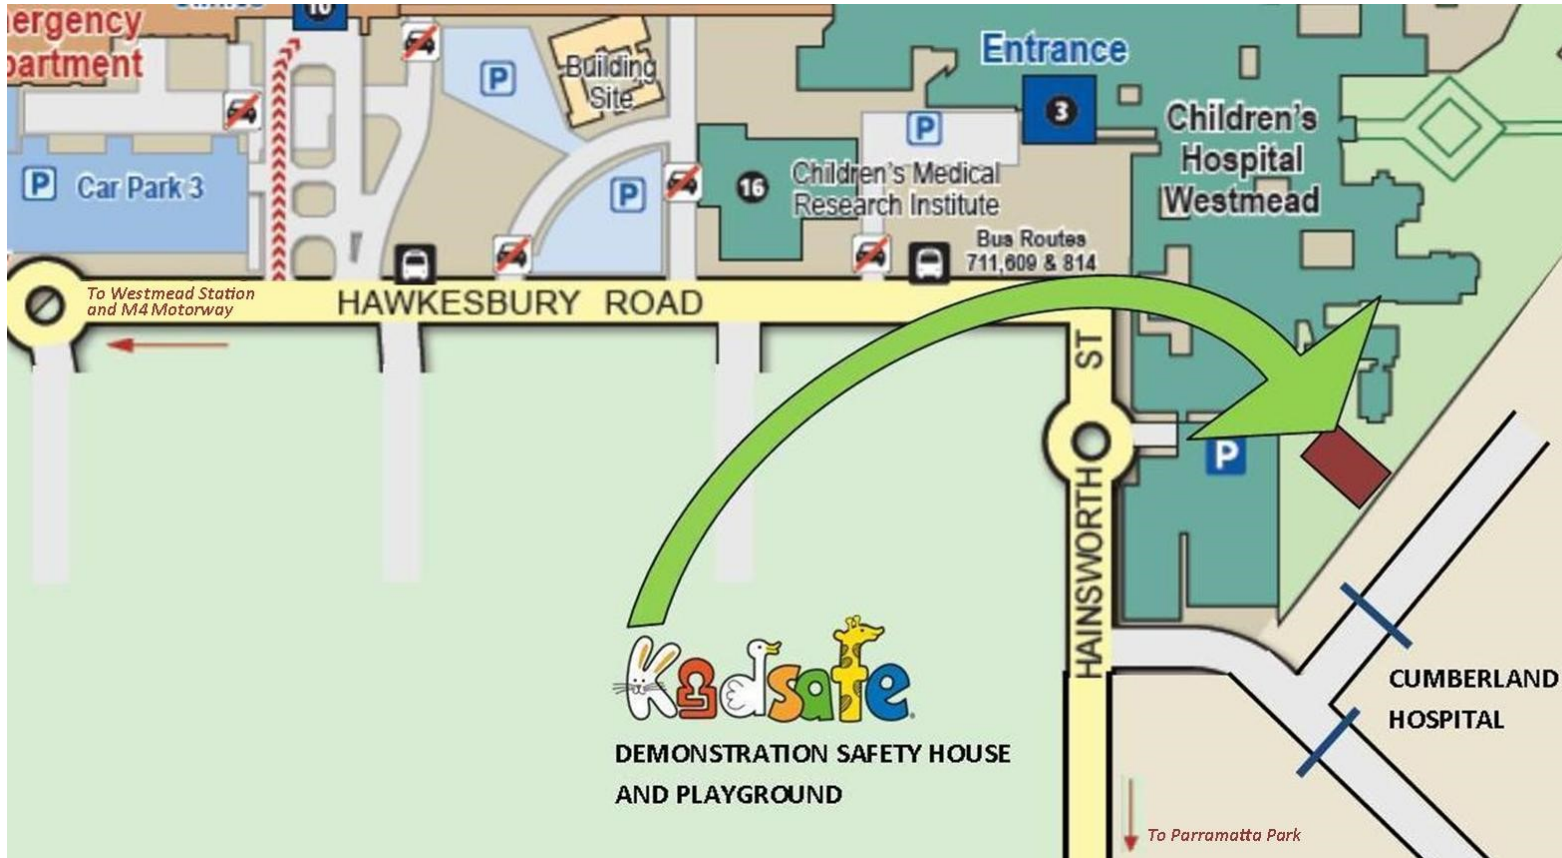 Clinics
10
ergency
partment
P
Building
Site
Entrance
3
P
Children's
Hospital
Westmead
P
Car Park 3
P
16
Children's Medical
Research Institute
Bus Routes
711,609 & 814
To Westmead Station
and M4 Motorway
HAWKESBURY ROAD
HAINSWORTH ST
P
Kidsafe
DEMONSTRATION SAFETY HOUSE
AND PLAYGROUND
CUMBERLAND
HOSPITAL
To Parramatta Park